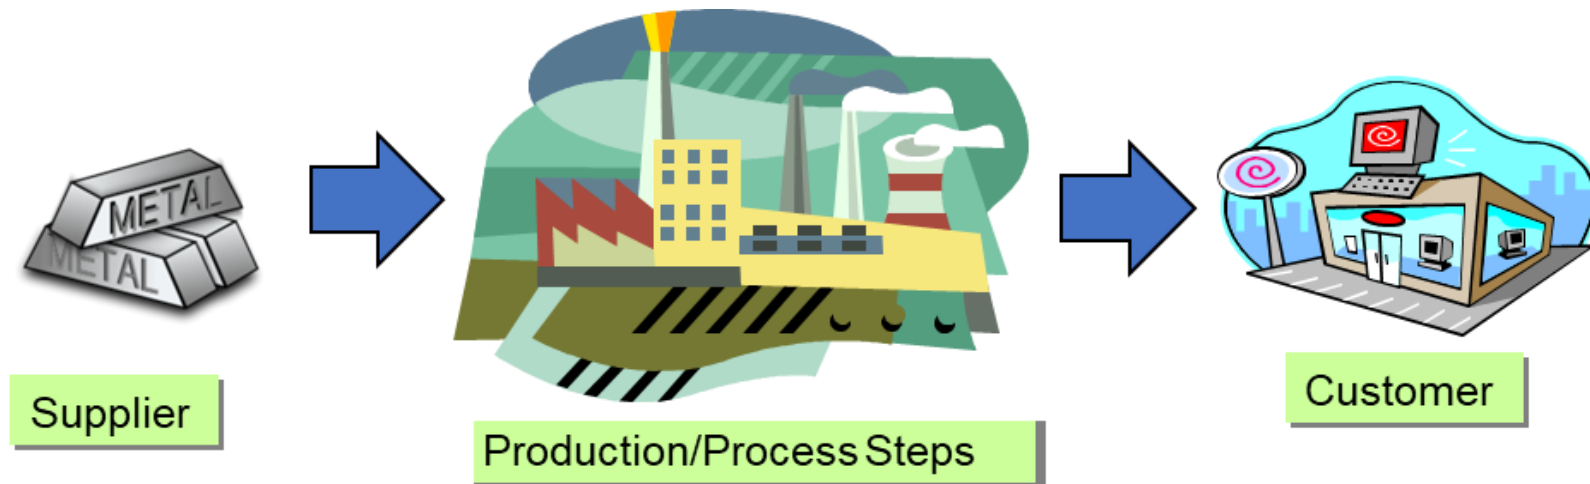 METAL
METAL
Supplier
Production/Process Steps
Customer